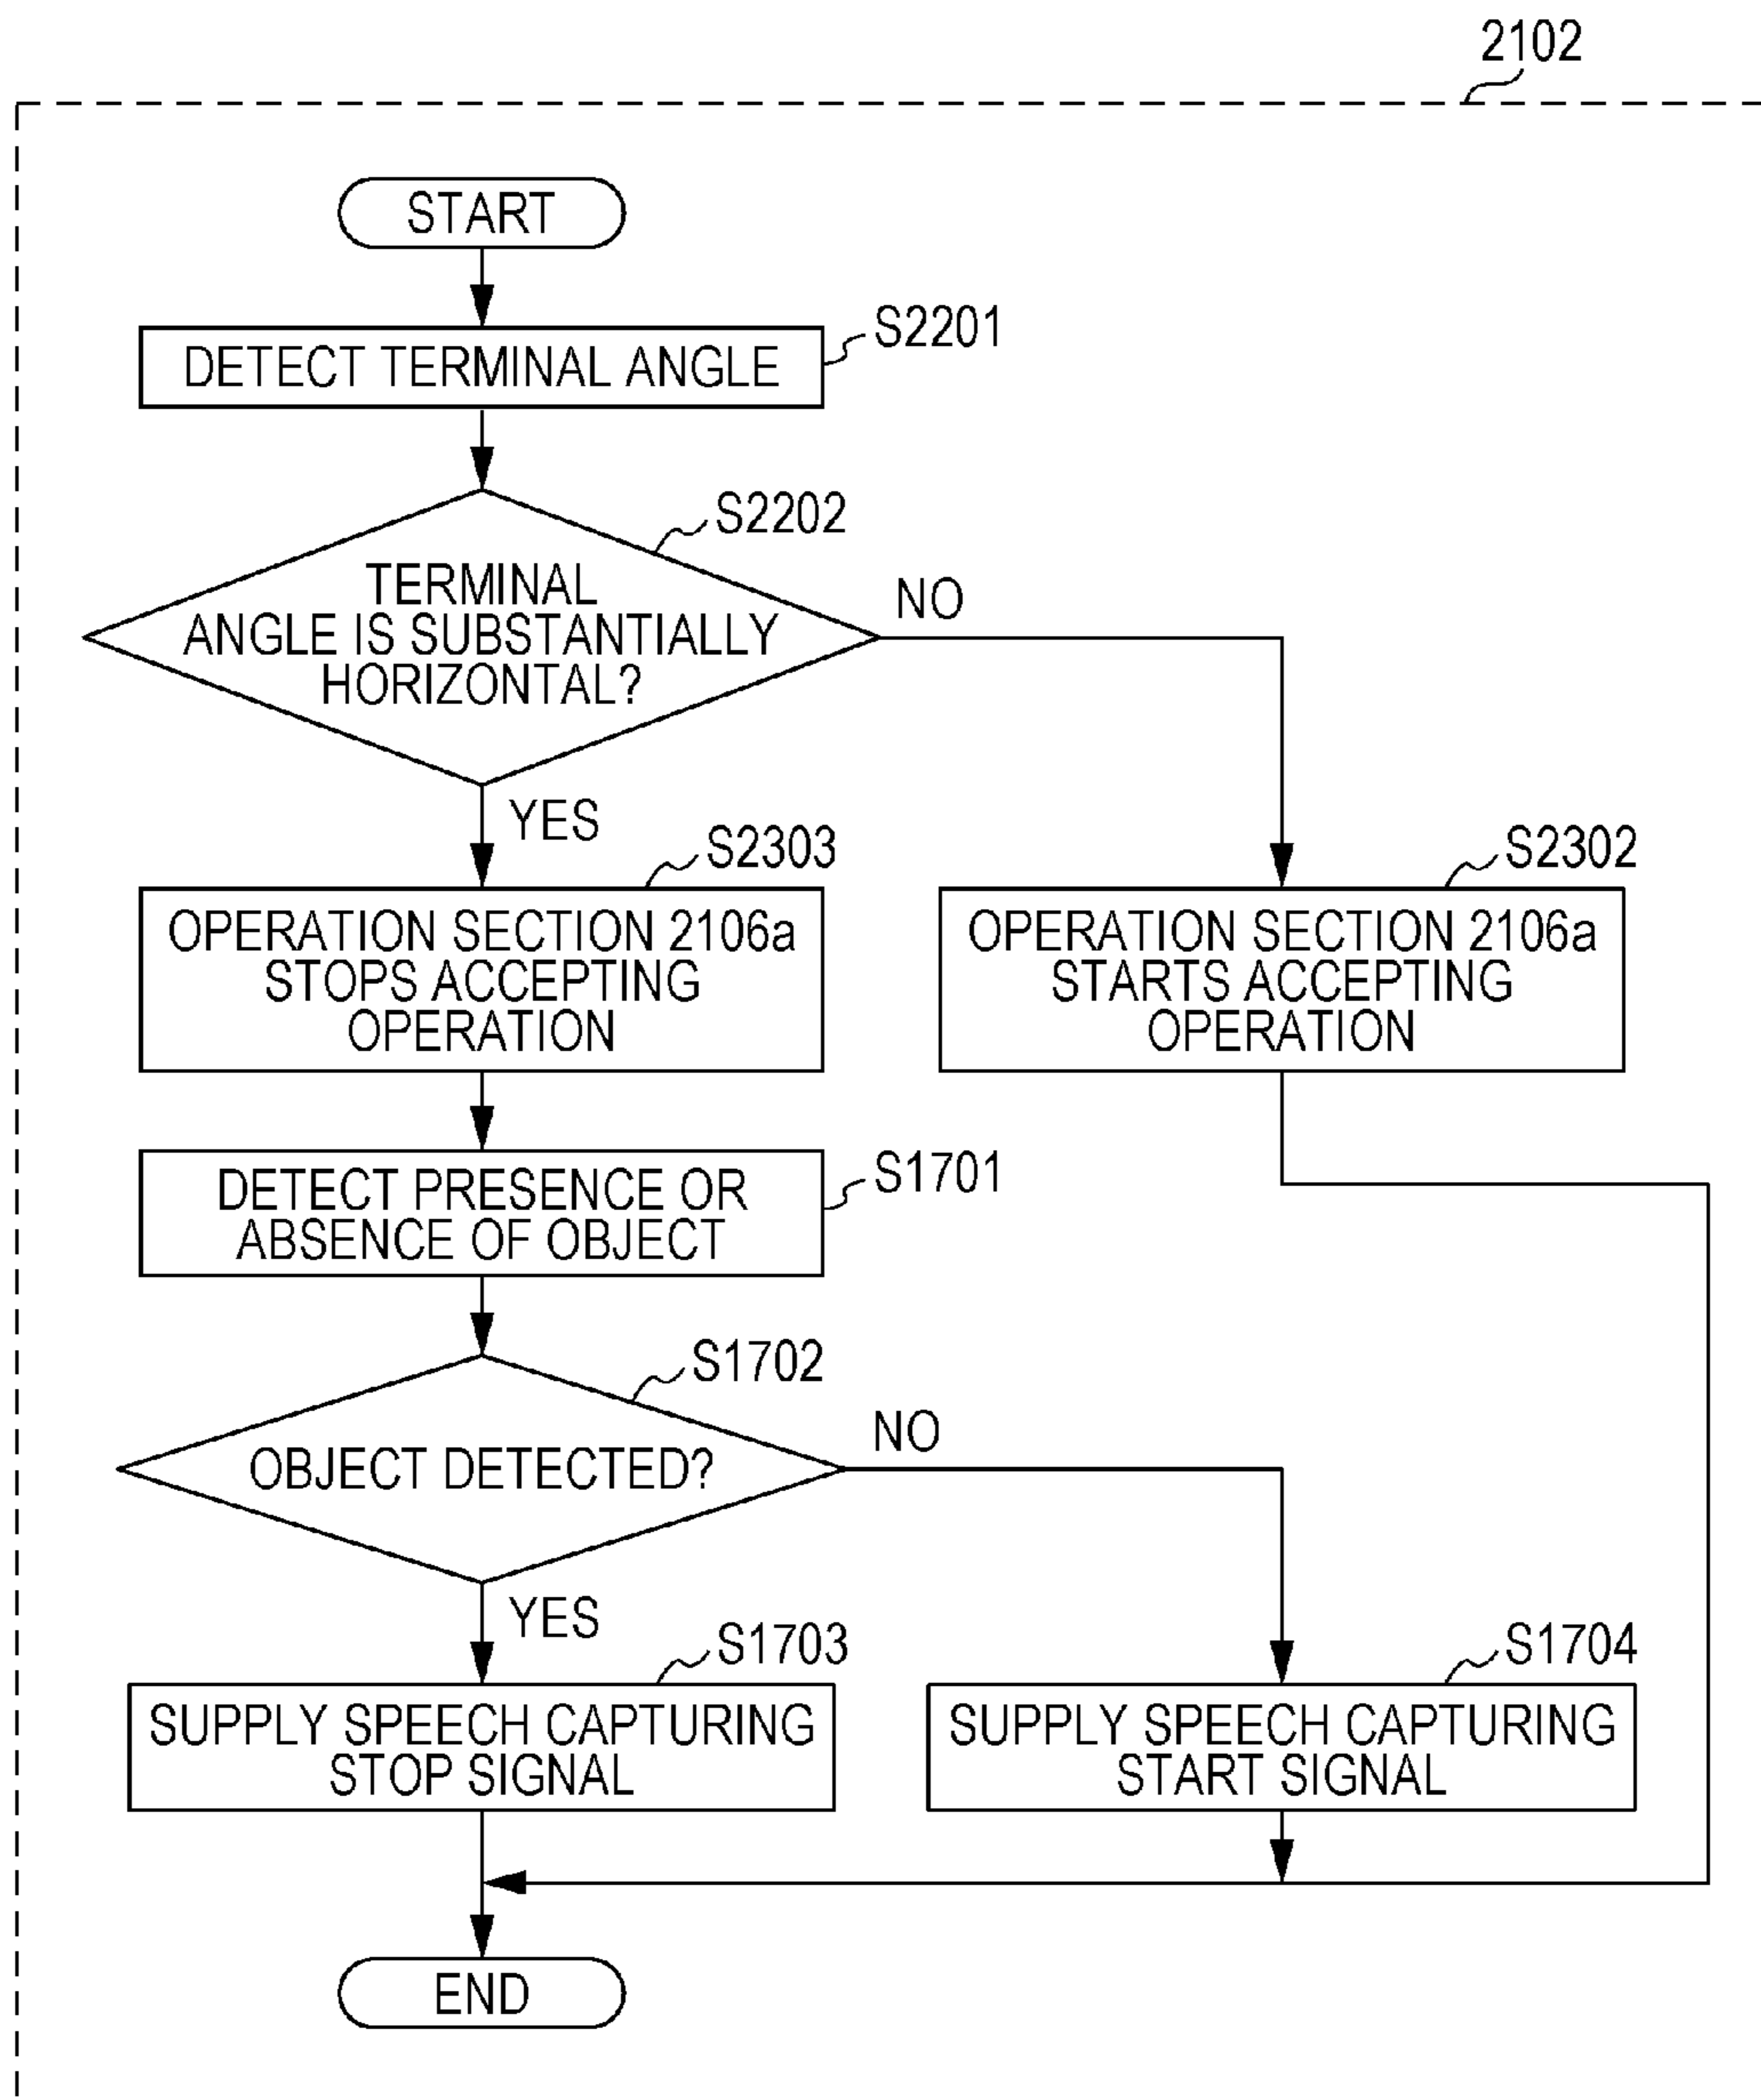 2102
START
S2201
DETECT TERMINAL ANGLE
S2202
TERMINAL
ANGLE IS SUBSTANTIALLY
HORIZONTAL?
NO
YES
S2303
OPERATION SECTION 2106a
STOPS ACCEPTING
OPERATION
S2302
OPERATION SECTION 2106a
STARTS ACCEPTING
OPERATION
S1701
DETECT PRESENCE OR
ABSENCE OF OBJECT
S1702
OBJECT DETECTED?
NO
YES
S1703
SUPPLY SPEECH CAPTURING
STOP SIGNAL
S1704
SUPPLY SPEECH CAPTURING
START SIGNAL
END